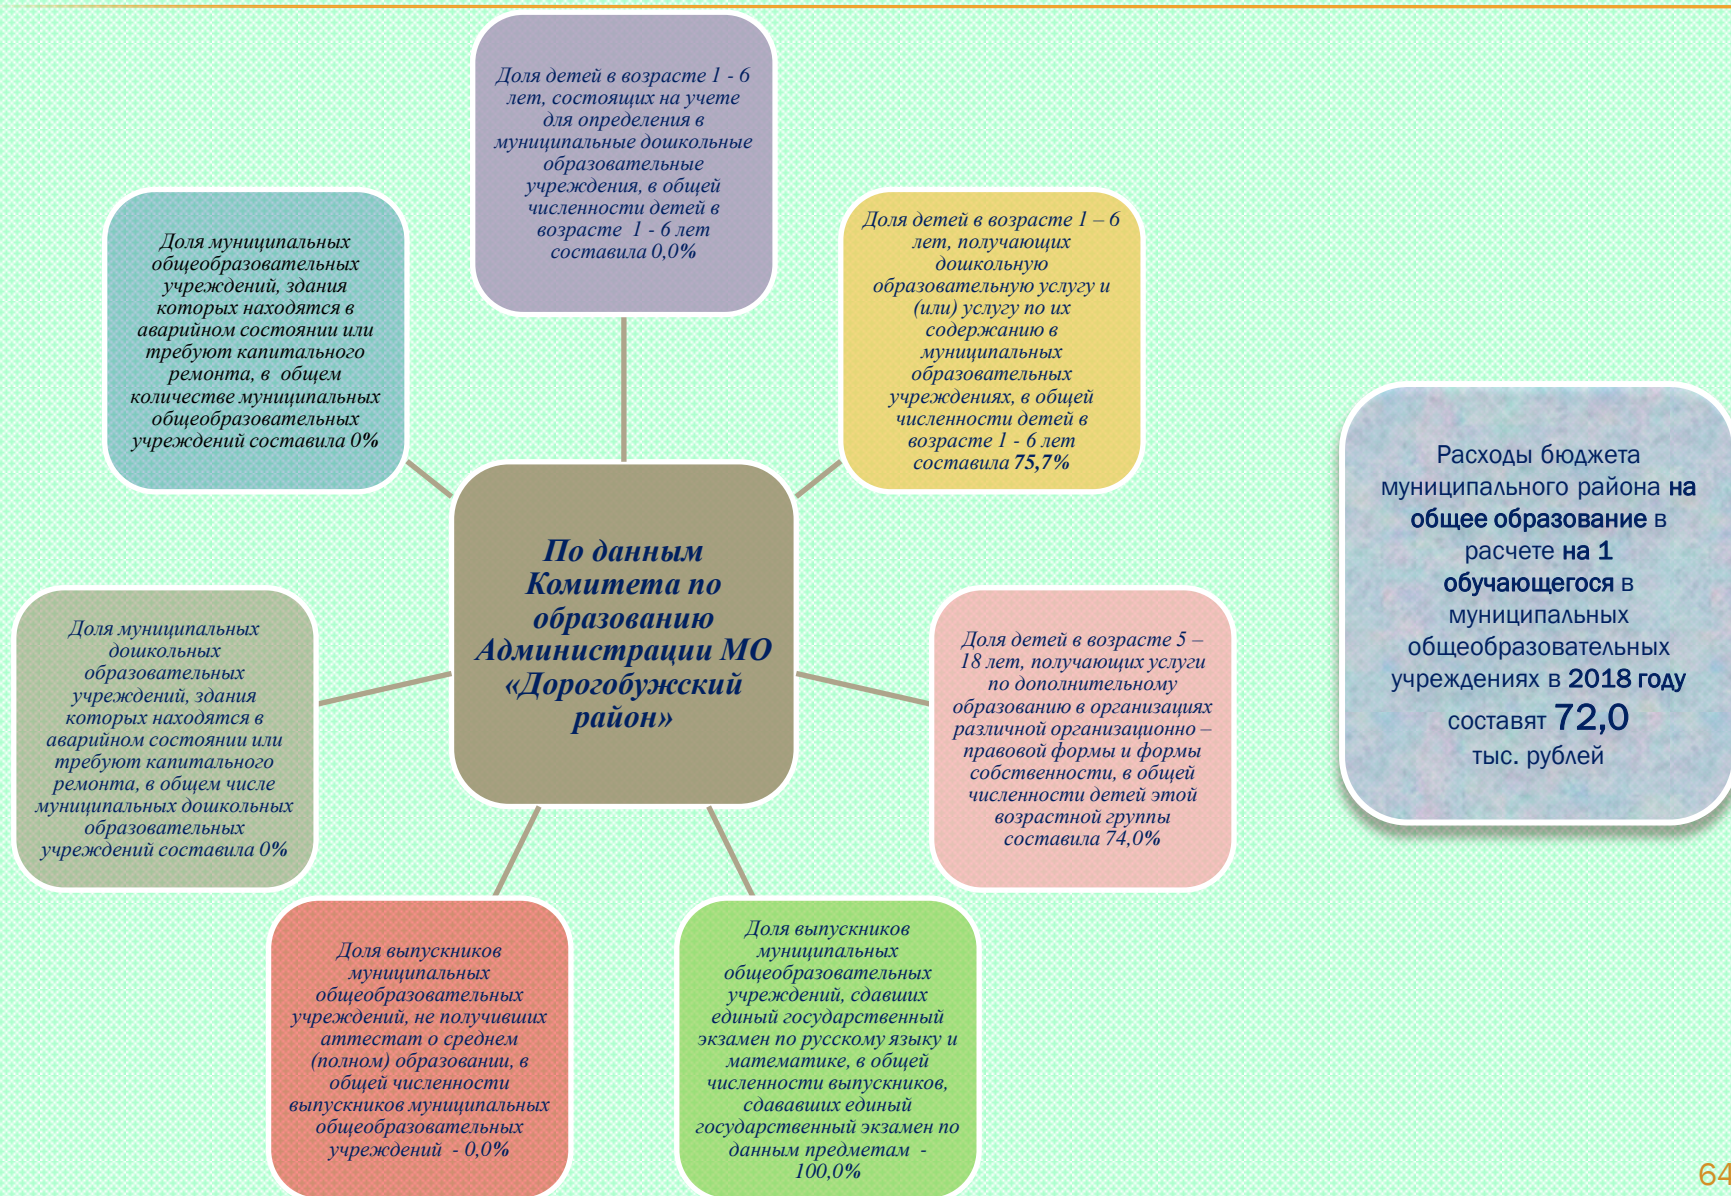 Доля детей в возрасте 1 - 6
лет, состоящих на учете
для определения в
муниципальные дошкольные
образовательные
учреждения, в общей
численности детей в
возрасте 1 - 6 лет
составила 0,0%
Доля детей в возрасте 1 – 6
лет, получающих
дошкольную
образовательную услугу и
(или) услугу по их
содержанию в
муниципальных
образовательных
учреждениях, в общей
численности детей в
возрасте 1 - 6 лет
составила 75,7%
Доля детей в возрасте 5 –
18 лет, получающих услуги
по дополнительному
образованию в организациях
различной организационно –
правовой формы и формы
собственности, в общей
численности детей этой
возрастной группы
составила 74,0%
Доля выпускников
муниципальных
общеобразовательных
учреждений, сдавших
единый государственный
экзамен по русскому языку и
математике, в общей
численности выпускников,
сдававших единый
государственный экзамен по
данным предметам -
100,0%
Доля выпускников
муниципальных
общеобразовательных
учреждений, не получивших
аттестат о среднем
(полном) образовании, в
общей численности
выпускников муниципальных
общеобразовательных
учреждений - 0,0%
Доля муниципальных
дошкольных
образовательных
учреждений, здания
которых находятся в
аварийном состоянии или
требуют капитального
ремонта, в общем числе
муниципальных дошкольных
образовательных
учреждений составила 0%
Доля муниципальных
общеобразовательных
учреждений, здания
которых находятся в
аварийном состоянии или
требуют капитального
ремонта, в общем
количестве муниципальных
общеобразовательных
учреждений составила 0%
По данным
Комитета по
образованию
Администрации МО
«Дорогобужский
район»
Расходы бюджета
муниципального района на
общее образование в
расчете на 1
обучающегося в
муниципальных
общеобразовательных
учреждениях в 2018 году
составят 72,0
тыс. рублей
64